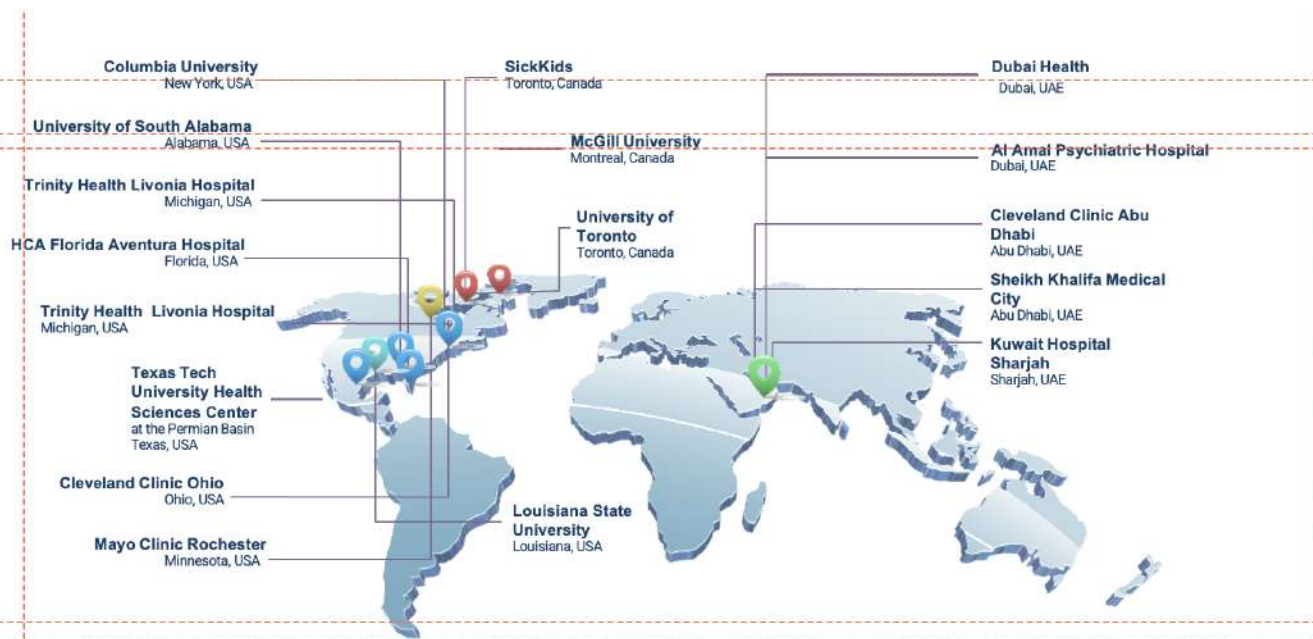 Columbia University
New York, USA
University of South Alabama
Alabama, USA
Trinity Health Livonia Hospital
Michigan, USA
HCA Florida Aventura Hospital
Florida, USA
Trinity Health Livonia Hospital
Michigan, USA
Texas Tech
University Health
Sciences Center
at the Permian Basin
Texas, USA
Cleveland Clinic Ohio
Ohio, USA
Mayo Clinic Rochester
Minnesota, USA
SickKids
Toronto, Canada
McGill University
Montreal, Canada
University of
Toronto
Toronto, Canada
Louisiana State
University
Louisiana, USA
Dubai Health
Dubai, UAE
Al Amal Psychiatric Hospital
Dubai, UAE
Cleveland Clinic Abu
Dhabi
Abu Dhabi, UAE
Sheikh Khalifa Medical
City
Abu Dhabi, UAE
Kuwait Hospital
Sharjah
Sharjah, UAE